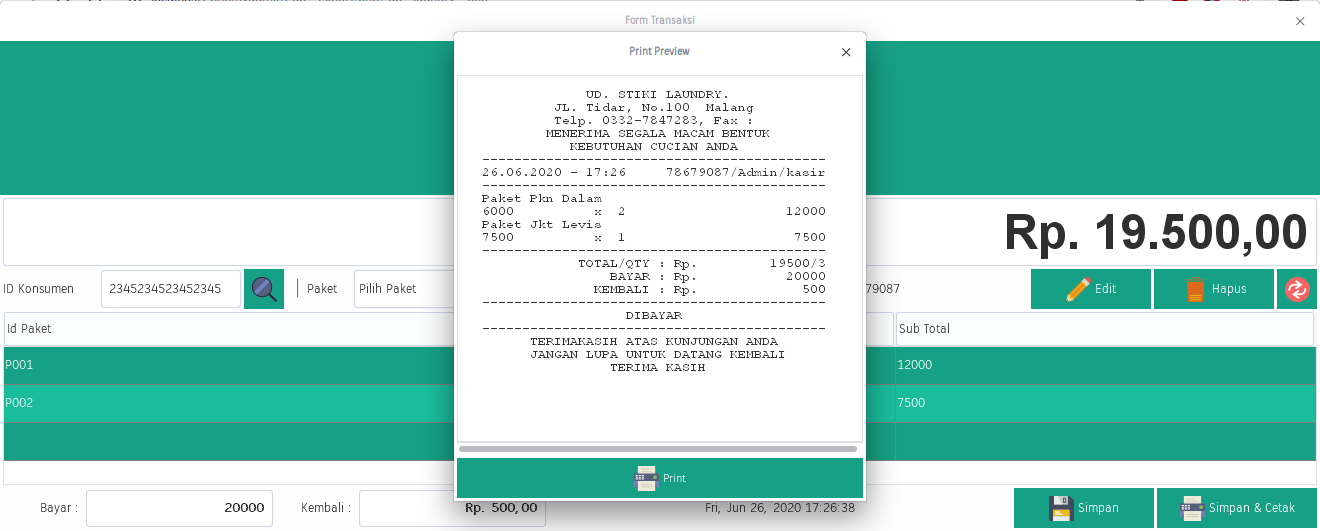 Form Transaksi
Print Preview
UD. STIKI LAUNDRY.
JL. Tidar, No.100  Malang
Telp. 0332-7847283, Fax :
MENERIMA SEGALA MACAM BENTUK
KEBUTUHAN CUCIAN ANDA
-------------------------------------------
26.06.2020 - 17:26     78679087/Admin/kasir
-------------------------------------------
Paket Pkn Dalam
6000          x  2                    12000
Paket Jkt Levis
7500          x  1                     7500
-------------------------------------------
TOTAL/QTY : Rp.         19500/3
BAYAR : Rp.           20000
KEMBALI : Rp.             500
-------------------------------------------
DIBAYAR
-------------------------------------------
TERIMAKASIH ATAS KUNJUNGAN ANDA
JANGAN LUPA UNTUK DATANG KEMBALI
TERIMA KASIH
Print
Rp. 19.500,00
ID Konsumen 2345234523452345 Paket Pilih Paket 79087 Edit Hapus
Id Paket Sub Total
P001 12000
P002 7500
Bayar : 20000 Kembali : Rp. 500,00 Fri, Jun 26, 2020 17:26:38 Simpan Simpan & Cetak